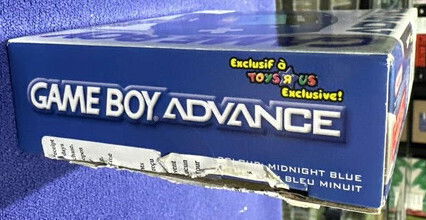 Exclusif à
TOYS R US
Exclusive!
GAME BOY ADVANCE
MIDNIGHT BLUE
BLEU MINUIT